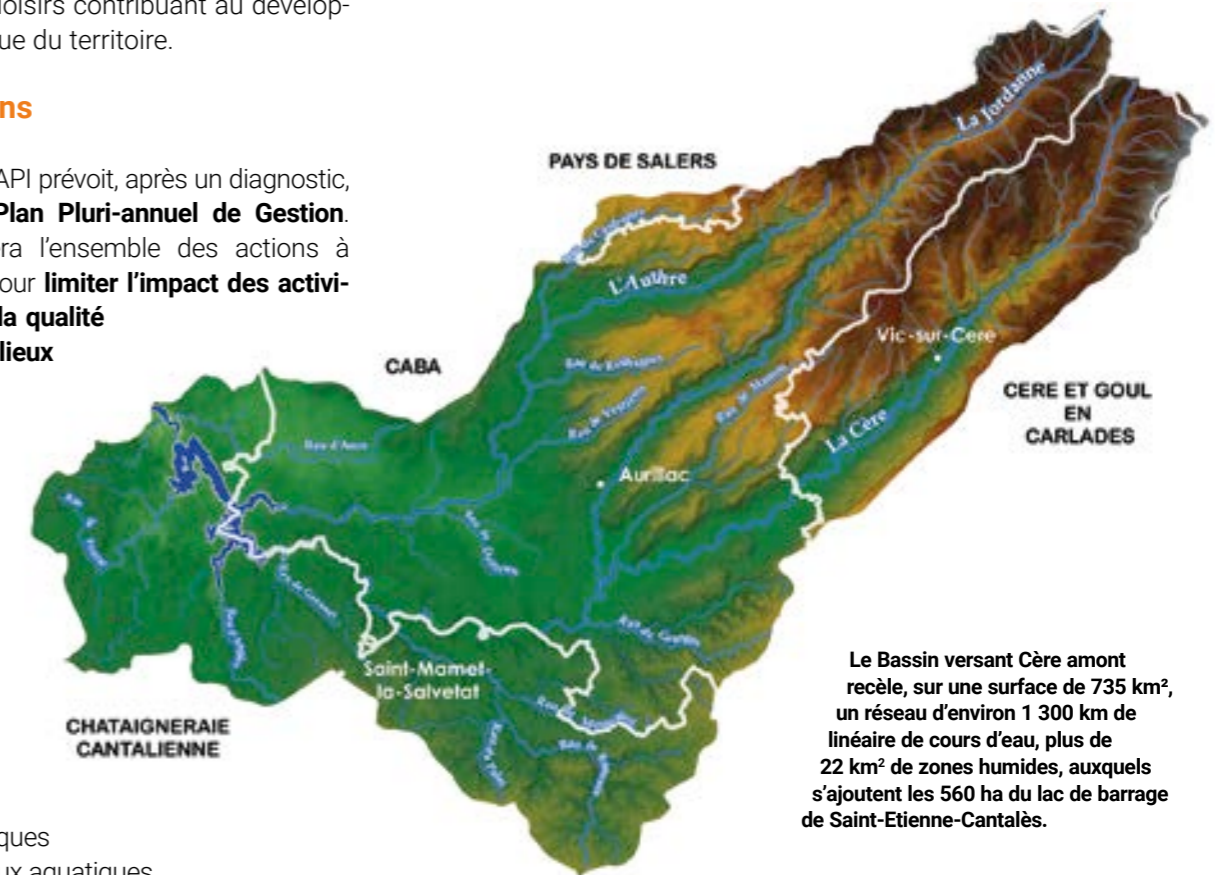 loisirs contribuant au dévelop-
ue du territoire.
ns
API prévoit, après un diagnostic,
Plan Pluri-annuel de Gestion.
era l'ensemble des actions à
our limiter l'impact des activi-
la qualité
lieux
ques
ux aquatiques
PAYS DE SALERS
La Jordanne
L'Authre
CABA
Vic-sur-Cere
CERE ET GOUL
EN
CARLADES
La Cère
Aurillac
Saint-Mamet-
la-Salvetat
CHATAIGNERAIE
CANTALIENNE
Le Bassin versant Cère amont
recèle, sur une surface de 735 km²,
un réseau d'environ 1 300 km de
linéaire de cours d'eau, plus de
22 km² de zones humides, auxquels
s'ajoutent les 560 ha du lac de barrage
de Saint-Etienne-Cantalès.